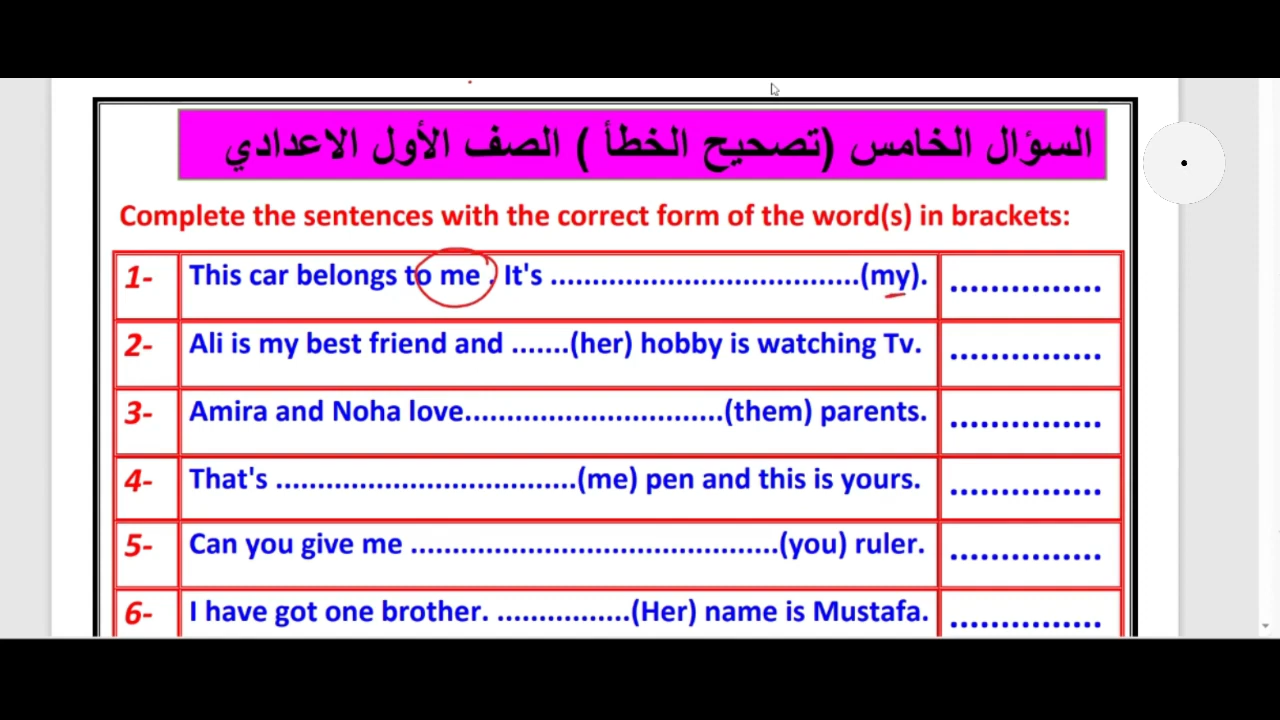 السؤال الخامس (تصحيح الخطأ ) الصف الأول الاعدادي
Complete the sentences with the correct form of the word(s) in brackets:
1- This car belongs to me . It's .....................................(my). ...............
2- Ali is my best friend and .......(her) hobby is watching Tv. ...............
3- Amira and Noha love...............................(them) parents. ...............
4- That's ....................................(me) pen and this is yours. ...............
5- Can you give me ............................................(you) ruler. ...............
6- I have got one brother. ................(Her) name is Mustafa. ...............